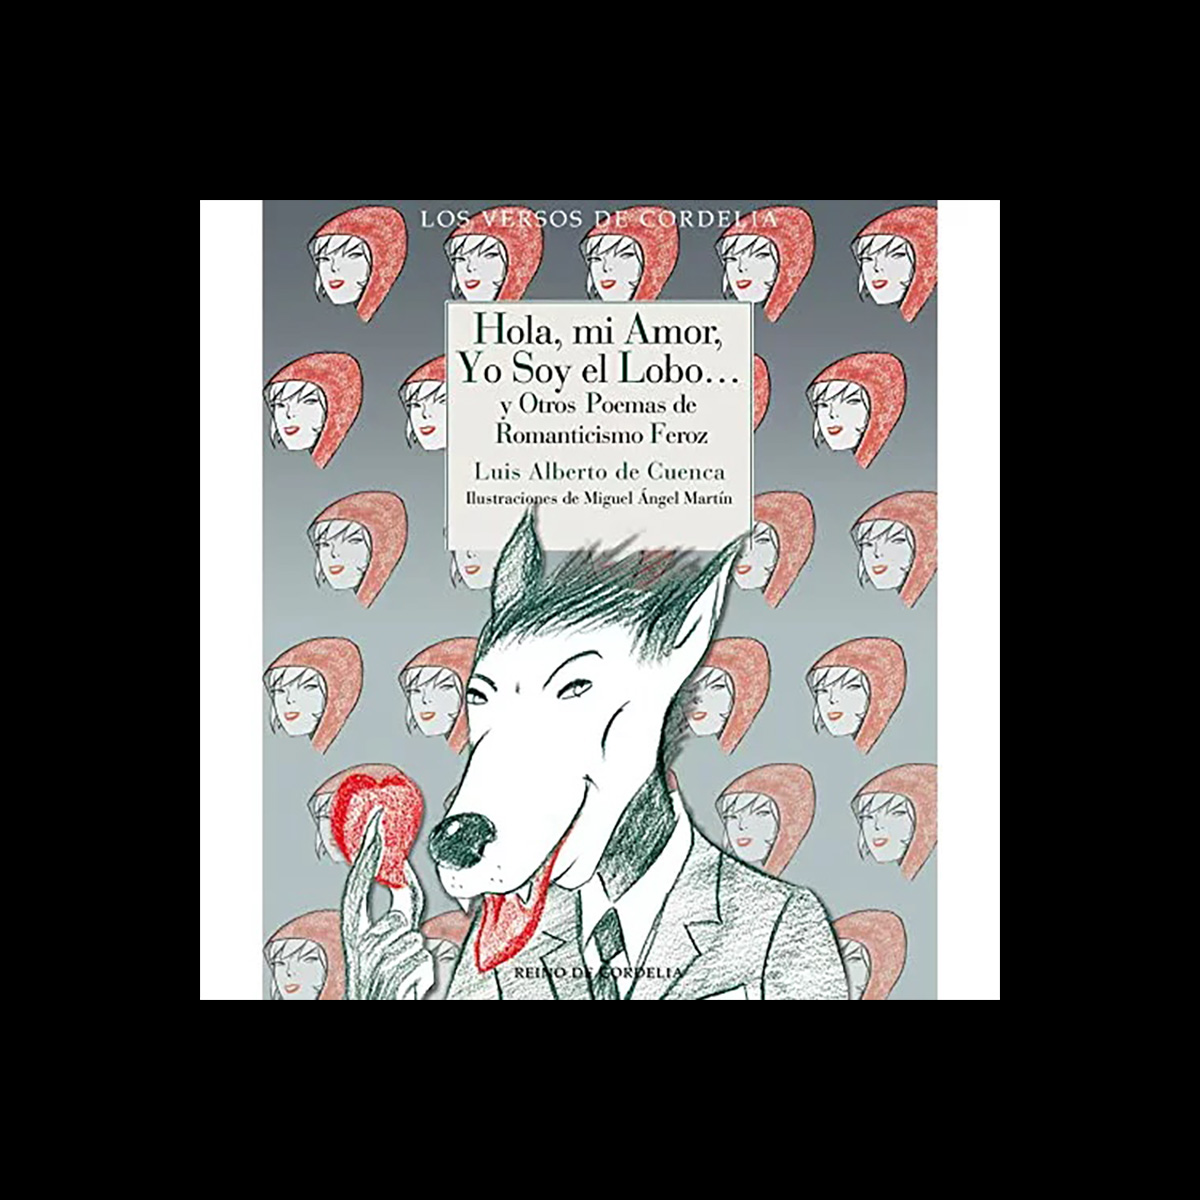 LOS VERSOS DE CORDELIA
Hola, mi Amor,
Yo Soy el Lobo...
y Otros Poemas de
Romanticismo Feroz
Luis Alberto de Cuenca
Ilustraciones de Miguel Ángel Martín
REINO DE CORDELIA